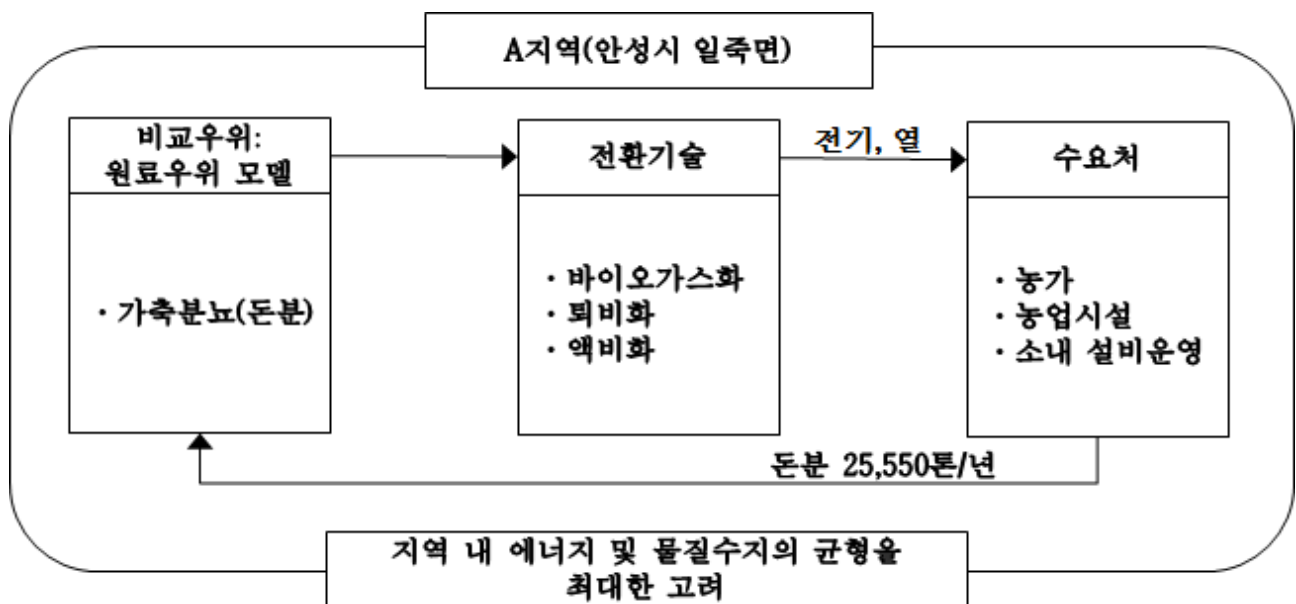 A지역(안성시 일죽면)
비교우위:
원료우위 모델
· 가축분뇨(돈분)
전환기술
· 바이오가스화
· 퇴비화
· 액비화
전기, 열
수요처
· 농가
· 농업시설
· 소내 설비운영
돈분 25,550톤/년
지역 내 에너지 및 물질수지의 균형을
최대한 고려